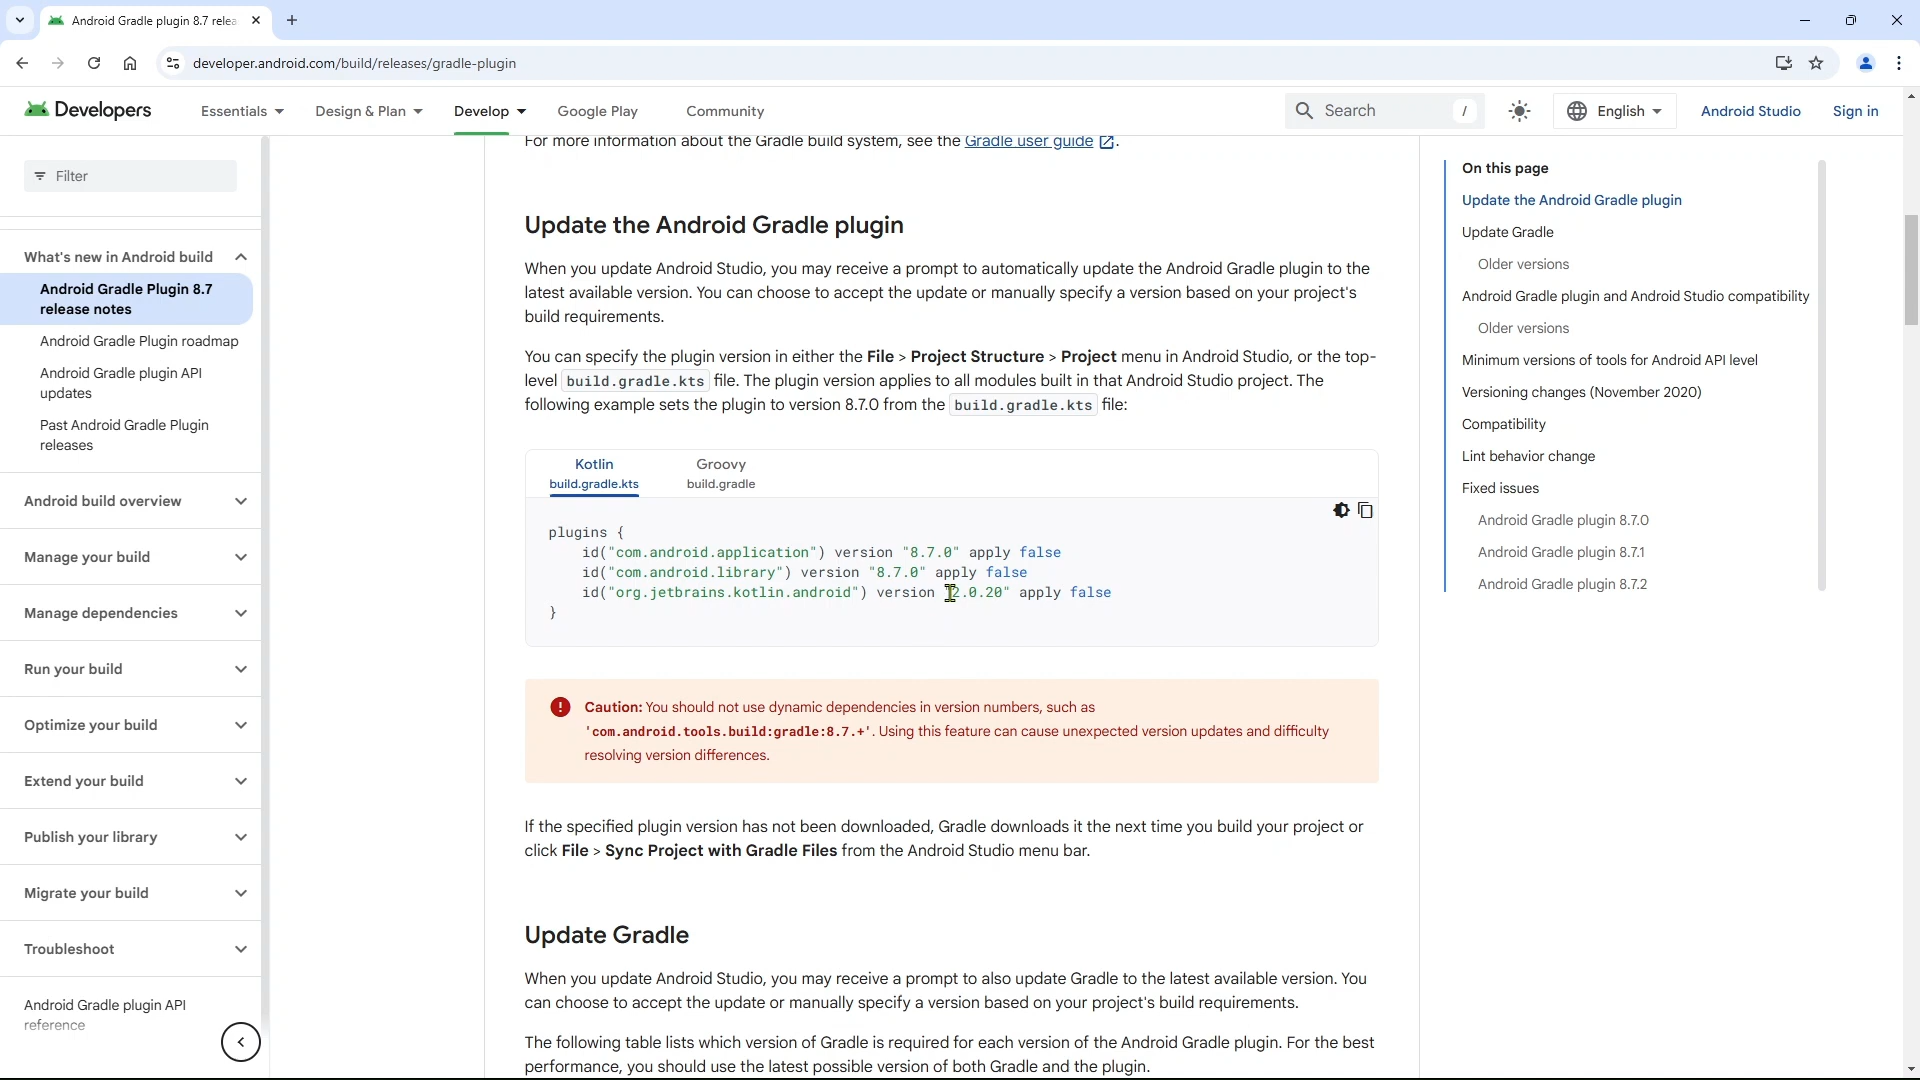 Android Gradle plugin 8.7 relea
developer.android.com/build/releases/gradle-plugin
Developers
Essentials
Design & Plan
Develop
Google Play
Community
Search
/
English
Android Studio
Sign in
Filter
What's new in Android build
Android Gradle Plugin 8.7
release notes
Android Gradle Plugin roadmap
Android Gradle plugin API
updates
Past Android Gradle Plugin
releases
Android build overview
Manage your build
Manage dependencies
Run your build
Optimize your build
Extend your build
Publish your library
Migrate your build
Troubleshoot
Android Gradle plugin API
reference
For more information about the Gradle build system, see the Gradle user guide.
Update the Android Gradle plugin
When you update Android Studio, you may receive a prompt to automatically update the Android Gradle plugin to the
latest available version. You can choose to accept the update or manually specify a version based on your project's
build requirements.
You can specify the plugin version in either the File > Project Structure > Project menu in Android Studio, or the top-
level build.gradle.kts file. The plugin version applies to all modules built in that Android Studio project. The
following example sets the plugin to version 8.7.0 from the build.gradle.kts file:
Kotlin
build.gradle.kts
Groovy
build.gradle
plugins {
id("com.android.application") version "8.7.0" apply false
id("com.android.library") version "8.7.0" apply false
id("org.jetbrains.kotlin.android") version "2.0.20" apply false
}
Caution: You should not use dynamic dependencies in version numbers, such as
'com.android.tools.build:gradle:8.7.+'. Using this feature can cause unexpected version updates and difficulty
resolving version differences.
If the specified plugin version has not been downloaded, Gradle downloads it the next time you build your project or
click File > Sync Project with Gradle Files from the Android Studio menu bar.
Update Gradle
When you update Android Studio, you may receive a prompt to also update Gradle to the latest available version. You
can choose to accept the update or manually specify a version based on your project's build requirements.
The following table lists which version of Gradle is required for each version of the Android Gradle plugin. For the best
performance, you should use the latest possible version of both Gradle and the plugin.
On this page
Update the Android Gradle plugin
Update Gradle
Older versions
Android Gradle plugin and Android Studio compatibility
Older versions
Minimum versions of tools for Android API level
Versioning changes (November 2020)
Compatibility
Lint behavior change
Fixed issues
Android Gradle plugin 8.7.0
Android Gradle plugin 8.7.1
Android Gradle plugin 8.7.2